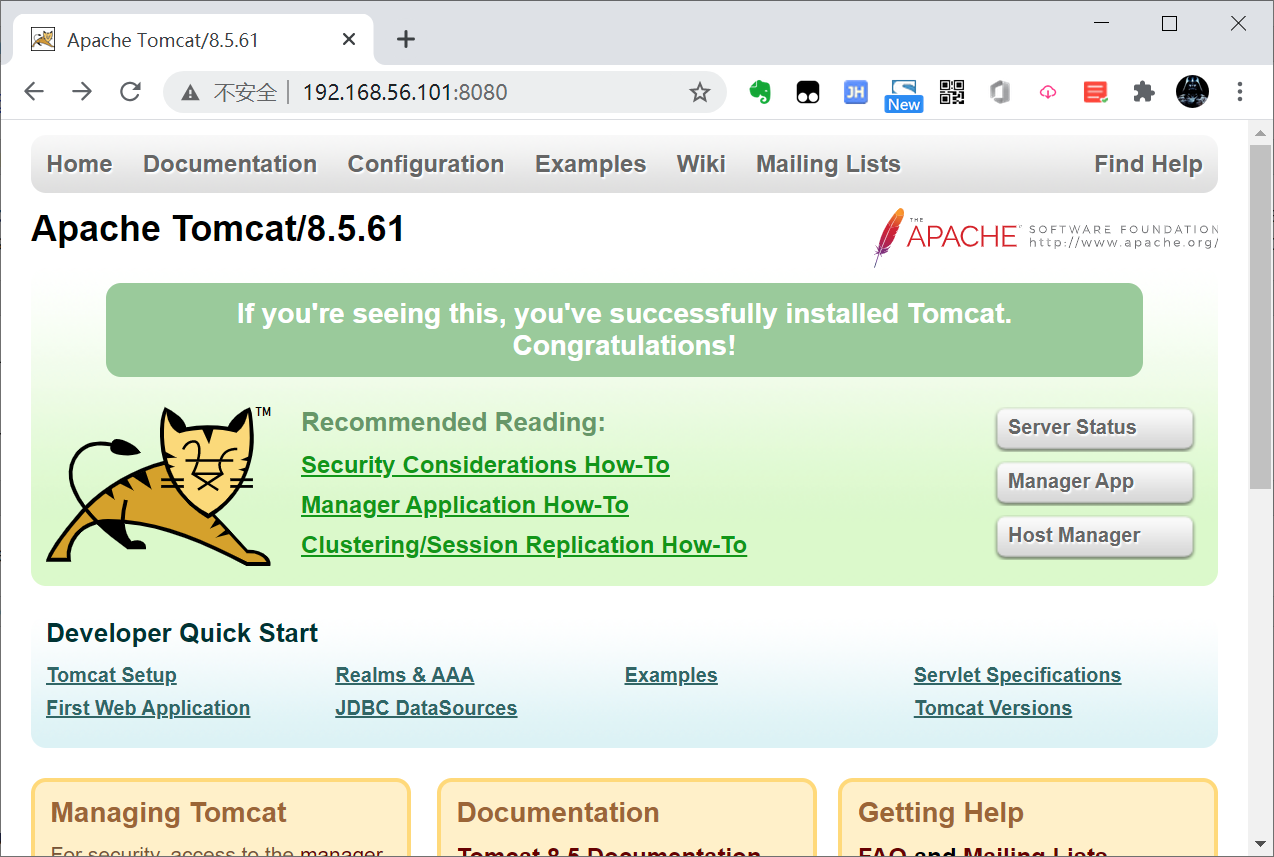 Apache Tomcat/8.5.61
不安全 192.168.56.101:8080
JH
New
Home Documentation Configuration Examples Wiki Mailing Lists Find Help
Apache Tomcat/8.5.61
THE APACHE SOFTWARE FOUNDATION
http://www.apache.org/
If you're seeing this, you've successfully installed Tomcat.
Congratulations!
TM
Recommended Reading:
Security Considerations How-To
Manager Application How-To
Clustering/Session Replication How-To
Server Status
Manager App
Host Manager
Developer Quick Start
Tomcat Setup
First Web Application
Realms & AAA
JDBC DataSources
Examples
Servlet Specifications
Tomcat Versions
Managing Tomcat
For security, access to the manager
Documentation
Tomcat 8.5 Documentation
Getting Help
FAQ and Mailing Lists